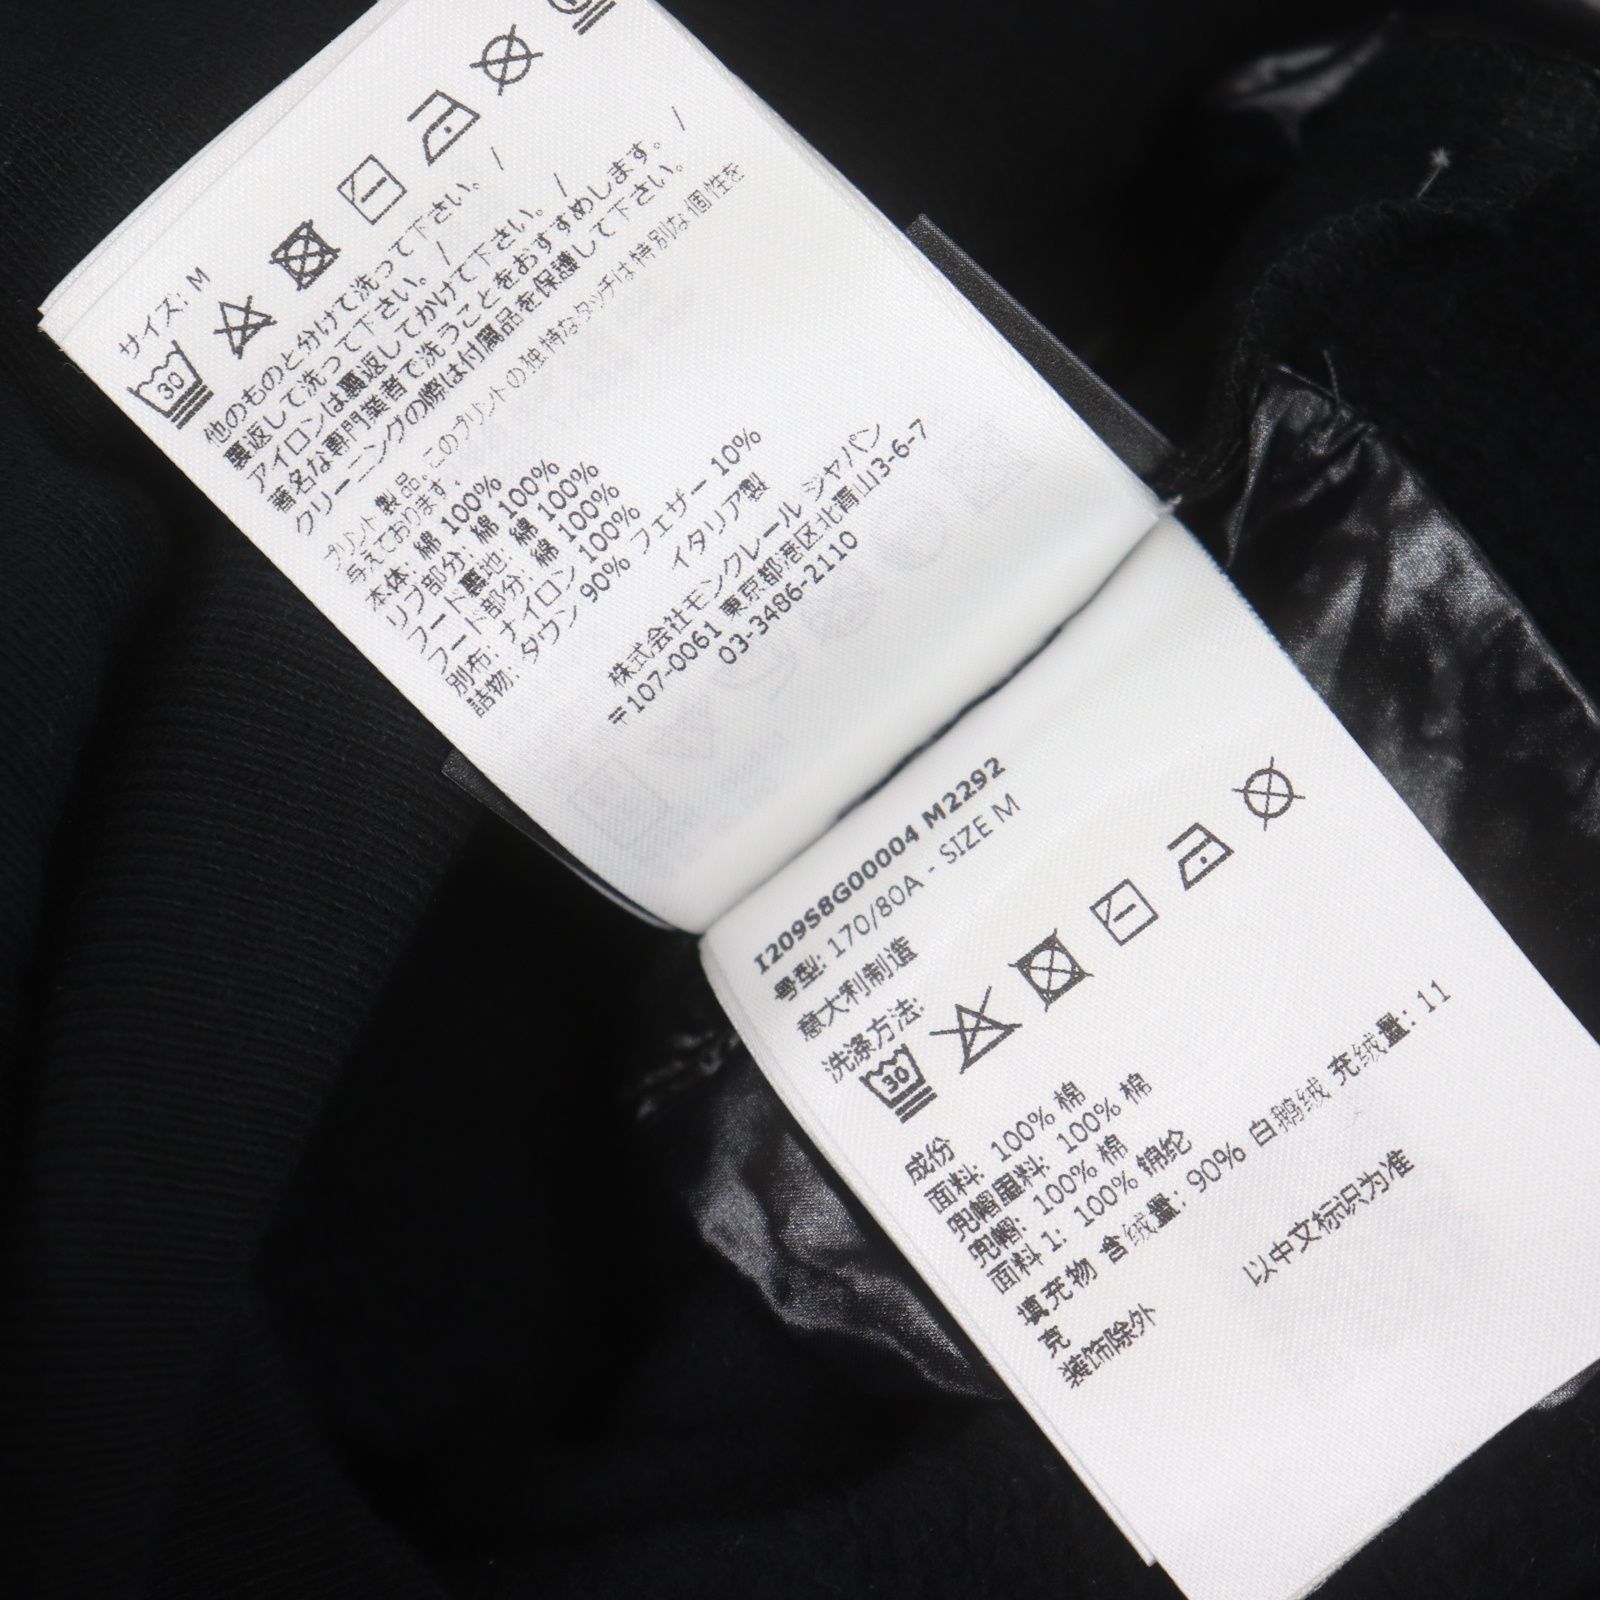 サイズ: M
30
他のものと分けて洗って下さい。 /
裏返して洗って下さい。 /
アイロンは裏返してかけて下さい。 /
著名な専門業者で洗うことをおすすめします。 /
クリーニングの際は付属品を保護して下さい。
プリント製品。このプリントの独特なタッチは特別な個性を
与えております。
本体: 綿 100%
リブ部分: 綿 100%
フード裏地: 綿 100%
フード部分: 綿 100%
別布: ナイロン 100%
詰物: ダウン 90% フェザー 10%
イタリア製
株式会社モンクレール ジャパン
〒107-0061 東京都港区北青山3-6-7
03-3486-2110
I209S8G00004 M2292
号型: 170/80A - SIZE M
意大利制造
洗涤方法:
30
成份
面料: 100% 棉
兜帽里料: 100% 棉
兜帽: 100% 棉
面料 1: 100% 锦纶
填充物 含绒量: 90% 白鹅绒 充绒量: 11
克
装饰除外
以中文标识为准